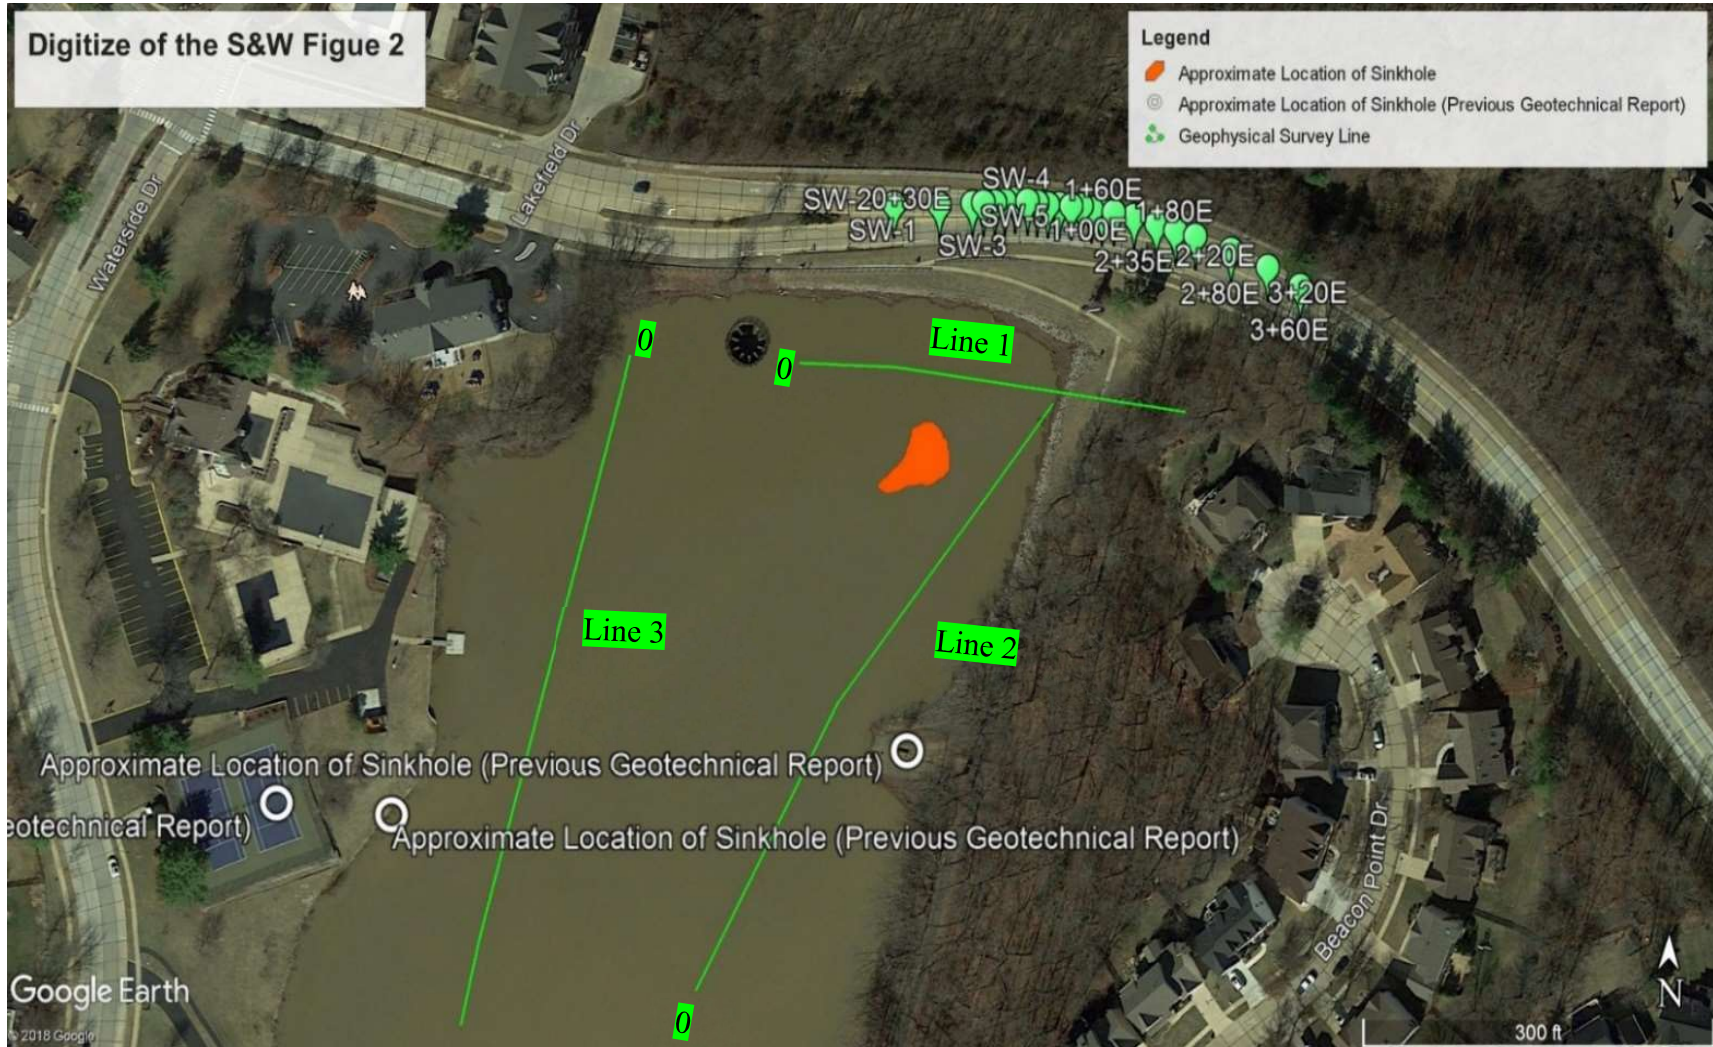 Digitize of the S&W Figue 2
Legend
Approximate Location of Sinkhole
Approximate Location of Sinkhole (Previous Geotechnical Report)
Geophysical Survey Line
Waterside Dr
Lakefield Dr
SW-4
SW-20+30E
1+60E
SW-1
SW-5
1+80E
SW-3
1+00E
2+35E
2+20E
2+80E
3+20E
3+60E
0
0
Line 1
Line 3
Line 2
Approximate Location of Sinkhole (Previous Geotechnical Report)
eotechnical Report)
Approximate Location of Sinkhole (Previous Geotechnical Report)
Beacon Point Dr
Google Earth
0
N
© 2018 Google
300 ft